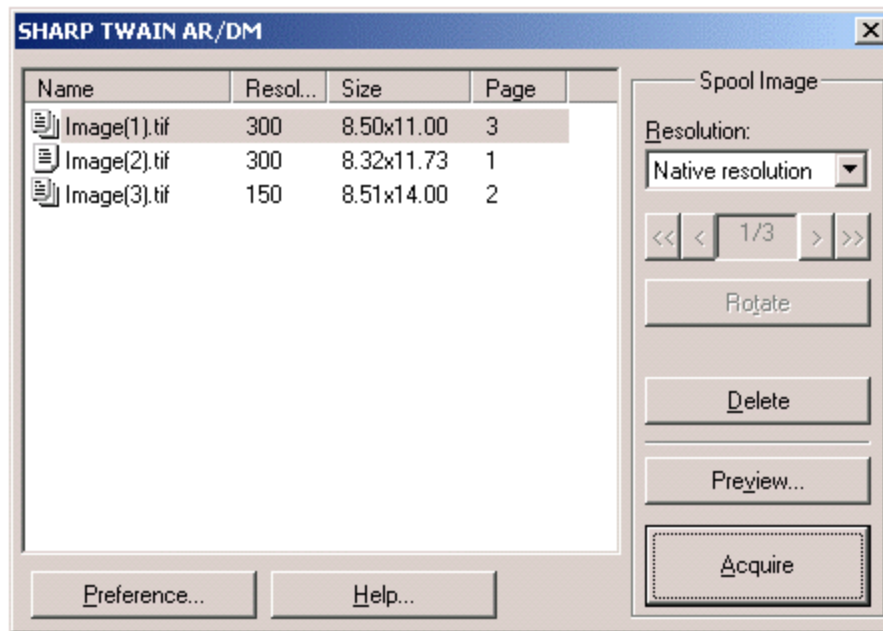 SHARP TWAIN AR/DM
Name Resol... Size Page
Image(1).tif 300 8.50x11.00 3
Image(2).tif 300 8.32x11.73 1
Image(3).tif 150 8.51x14.00 2
Spool Image
Resolution:
Native resolution
<< < 1/3 > >>
Rotate
Delete
Preview...
Acquire
Preference... Help...